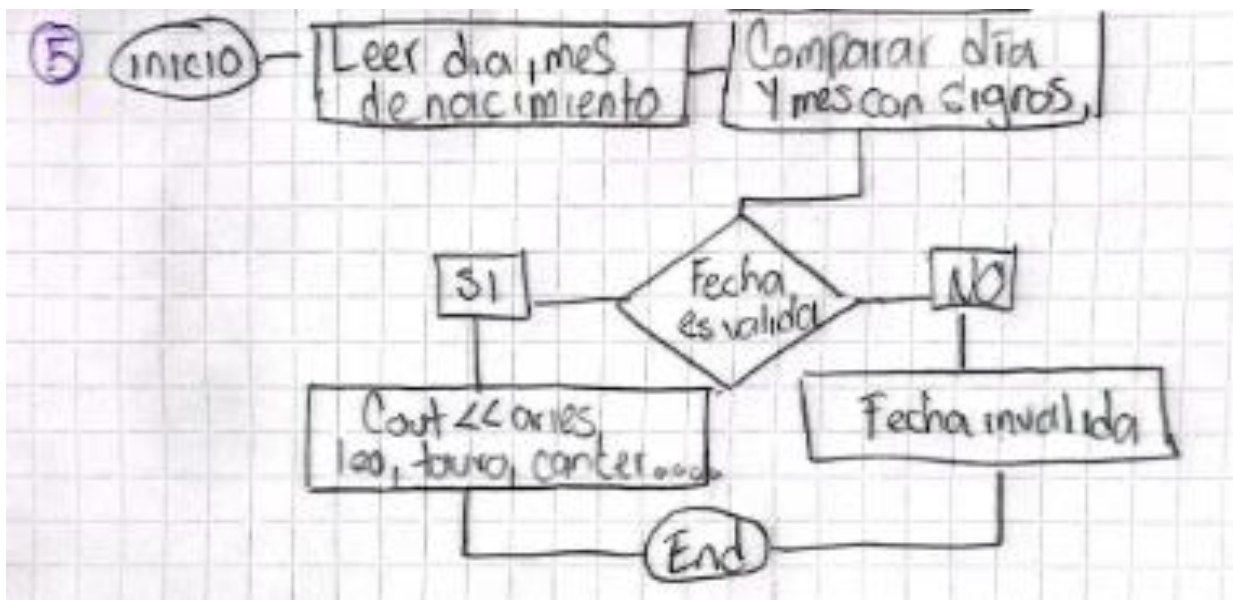 5
inicio
Leer dia, mes
de nacimiento
Comparar día
Y mes con signos
Fecha
es valida
SI
NO
Cout << aries,
leo, tauro, cancer....
Fecha invalida
End